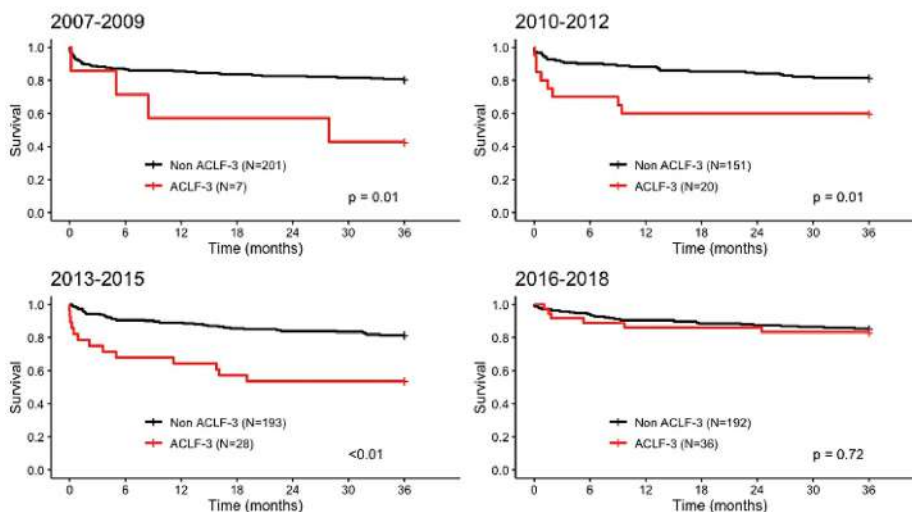 2007-2009
1.0
0.8
0.6
0.4
0.2
0.0
Survival
Non ACLF-3 (N=201)
ACLF-3 (N=7)
p = 0.01
0 6 12 18 24 30 36
Time (months)
2010-2012
1.0
0.8
0.6
0.4
0.2
0.0
Survival
Non ACLF-3 (N=151)
ACLF-3 (N=20)
p = 0.01
0 6 12 18 24 30 36
Time (months)
2013-2015
1.0
0.8
0.6
0.4
0.2
0.0
Survival
Non ACLF-3 (N=193)
ACLF-3 (N=28)
<0.01
0 6 12 18 24 30 36
Time (months)
2016-2018
1.0
0.8
0.6
0.4
0.2
0.0
Survival
Non ACLF-3 (N=192)
ACLF-3 (N=36)
p = 0.72
0 6 12 18 24 30 36
Time (months)